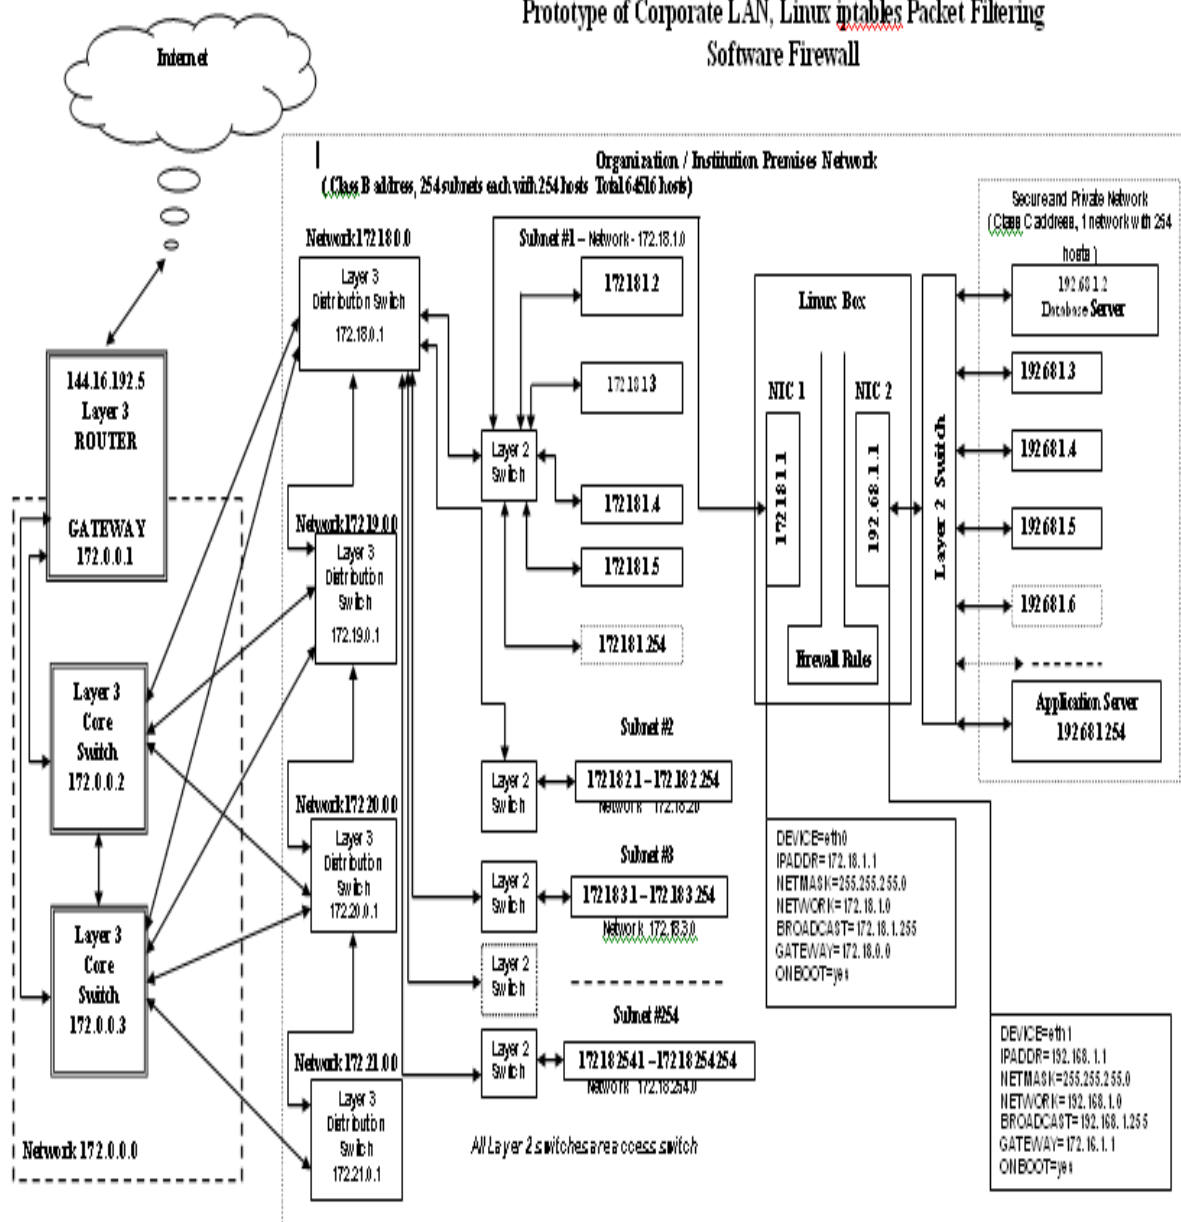 Prototype of Corporate LAN, Linux iptables Packet Filtering
Software Firewall
Internet
Organization / Institution Premises Network
( Class B address, 254 subnets each with 254 hosts Total 64516 hosts)
Secure and Private Network
( Class C address, 1 network with 254
hosts )
Network 172.18.0.0
Layer 3
Distribution Switch
172.18.0.1
Subnet #1 – Network - 172.18.1.0
172.18.1.2
172.18.1.3
Layer 2
Switch
172.18.1.4
172.18.1.5
172.18.1.254
Linux Box
NIC 1
NIC 2
172.18.1.1
192.68.1.1
Firewall Rules
Layer 2 Switch
192.68.1.2
Database Server
192.68.1.3
192.68.1.4
192.68.1.5
192.68.1.6
Application Server
192.68.1.254
144.16.192.5
Layer 3
ROUTER
GATEWAY
172.0.0.1
Layer 3
Core
Switch
172.0.0.2
Layer 3
Core
Switch
172.0.0.3
Network 172.0.0.0
Network 172.19.0.0
Layer 3
Distribution
Switch
172.19.0.1
Network 172.20.0.0
Layer 3
Distribution
Switch
172.20.0.1
Network 172.21.0.0
Layer 3
Distribution
Switch
172.21.0.1
Subnet #2
Layer 2
Switch
172.18.2.1 – 172.18.2.254
Network 172.18.2.0
Subnet #3
Layer 2
Switch
172.18.3.1 – 172.18.3.254
Network 172.18.3.0
Layer 2
Switch
Subnet #254
Layer 2
Switch
172.18.254.1 – 172.18.254.254
Network 172.18.254.0
All Layer 2 switches are access switch
DEVICE=eth0
IPADDR=172.18.1.1
NETMASK=255.255.255.0
NETWORK=172.18.1.0
BROADCAST=172.18.1.255
GATEWAY=172.18.0.0
ONBOOT=yes
DEVICE=eth1
IPADDR=192.168.1.1
NETMASK=255.255.255.0
NETWORK=192.168.1.0
BROADCAST=192.168.1.255
GATEWAY=172.16.1.1
ONBOOT=yes